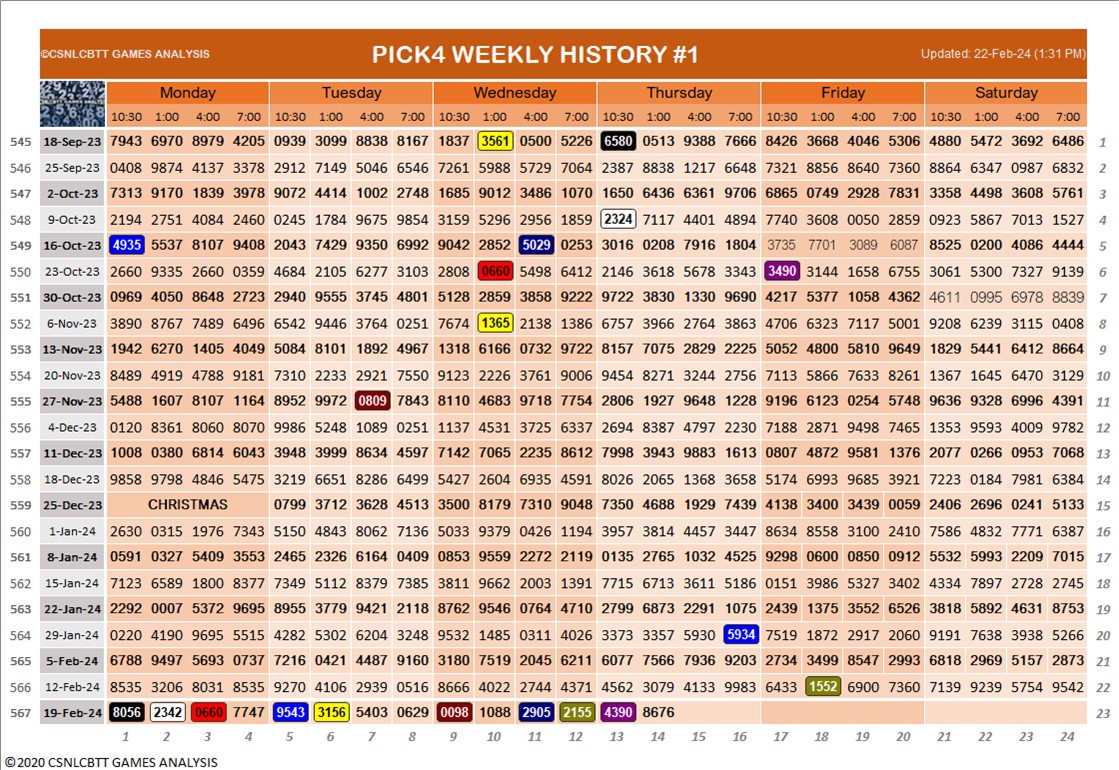 ©CSNLCBTT GAMES ANALYSIS PICK4 WEEKLY HISTORY #1 Updated: 22-Feb-24 (1:31 PM)
Monday Tuesday Wednesday Thursday Friday Saturday
10:30 1:00 4:00 7:00 10:30 1:00 4:00 7:00 10:30 1:00 4:00 7:00 10:30 1:00 4:00 7:00 10:30 1:00 4:00 7:00 10:30 1:00 4:00 7:00
545 18-Sep-23 7943 6970 8979 4205 0939 3099 8838 8167 1837 3561 0500 5226 6580 0513 9388 7666 8426 3668 4046 5306 4880 5472 3692 6486 1
546 25-Sep-23 0408 9874 4137 3378 2912 7149 5046 6546 7261 5988 5729 7064 2387 8838 1217 6648 7321 8856 8640 7360 8864 6347 0987 6832 2
547 2-Oct-23 7313 9170 1839 3978 9072 4414 1002 2748 1685 9012 3486 1070 1650 6436 6361 9706 6865 0749 2928 7831 3358 4498 3608 5761 3
548 9-Oct-23 2194 2751 4084 2460 0245 1784 9675 9854 3159 5296 2956 1859 2324 7117 4401 4894 7740 3608 0050 2859 0923 5867 7013 1527 4
549 16-Oct-23 4935 5537 8107 9408 2043 7429 9350 6992 9042 2852 5029 0253 3016 0208 7916 1804 3735 7701 3089 6087 8525 0200 4086 4444 5
550 23-Oct-23 2660 9335 2660 0359 4684 2105 6277 3103 2808 0660 5498 6412 2146 3618 5678 3343 3490 3144 1658 6755 3061 5300 7327 9139 6
551 30-Oct-23 0969 4050 8648 2723 2940 9555 3745 4801 5128 2859 3858 9222 9722 3830 1330 9690 4217 5377 1058 4362 4611 0995 6978 8839 7
552 6-Nov-23 3890 8767 7489 6496 6542 9446 3764 0251 7674 1365 2138 1386 6757 3966 2764 3863 4706 6323 7117 5001 9208 6239 3115 0408 8
553 13-Nov-23 1942 6270 1405 4049 5084 8101 1892 4967 1318 6166 0732 9722 8157 7075 2829 2225 5052 4800 5810 9649 1829 5441 6412 8664 9
554 20-Nov-23 8489 4919 4788 9181 7310 2233 2921 7550 9123 2226 3761 9006 9454 8271 3244 2756 7113 5866 7633 8261 1367 1645 6470 3129 10
555 27-Nov-23 5488 1607 8107 1164 8952 9972 0809 7843 8110 4683 9718 7754 2806 1927 9648 1228 9196 6123 0254 5748 9636 9328 6996 4391 11
556 4-Dec-23 0120 8361 8060 8070 9986 5248 1089 0251 1137 4531 3725 6337 2694 8387 4797 2230 7188 2871 9498 7465 1353 9593 4009 9782 12
557 11-Dec-23 1008 0380 6814 6043 3948 3999 8634 4597 7142 7065 2235 8612 7998 3943 9883 1613 0807 4872 9581 1376 2077 0266 0953 7068 13
558 18-Dec-23 9858 9798 4846 5475 3219 6651 8286 6499 5427 2604 6935 4591 8026 2065 1368 3658 5174 6993 9685 3921 7223 0184 7981 6384 14
559 25-Dec-23 CHRISTMAS 0799 3712 3628 4513 3500 8179 7310 9048 7350 4688 1929 7439 4138 3400 3439 0059 2406 2696 0241 5133 15
560 1-Jan-24 2630 0315 1976 7343 5150 4843 8062 7136 5033 9379 0426 1194 3957 3814 4457 3447 8634 8558 3100 2410 7586 4832 7771 6387 16
561 8-Jan-24 0591 0327 5409 3553 2465 2326 6164 0409 0853 9559 2272 2119 0135 2765 1032 4525 9298 0600 0850 0912 5532 5993 2209 7015 17
562 15-Jan-24 7123 6589 1800 8377 7349 5112 8379 7385 3811 9662 2003 1391 7715 6713 3611 5186 0151 3986 5327 3402 4334 7897 2728 2745 18
563 22-Jan-24 2292 0007 5372 9695 8955 3779 9421 2118 8762 9546 0764 4710 2799 6873 2291 1075 2439 1375 3552 6526 3818 5892 4631 8753 19
564 29-Jan-24 0220 4190 9695 5515 4282 5302 6204 3248 9532 1485 0311 4026 3373 3357 5930 5934 7519 1872 2917 2060 9191 7638 3938 5266 20
565 5-Feb-24 6788 9497 5693 0737 7216 0421 4487 9160 3180 7519 2045 6211 6077 7566 7936 9203 2734 3499 8547 2993 6818 2969 5157 2873 21
566 12-Feb-24 8535 3206 8031 8535 9270 4106 2939 0516 8666 4022 2744 4371 4562 3079 4133 9983 6433 1552 6900 7360 7139 9239 5754 9542 22
567 19-Feb-24 8056 2342 0660 7747 9543 3156 5403 0629 0098 1088 2905 2155 4390 8676 23
1 2 3 4 5 6 7 8 9 10 11 12 13 14 15 16 17 18 19 20 21 22 23 24
©2020 CSNLCBTT GAMES ANALYSIS